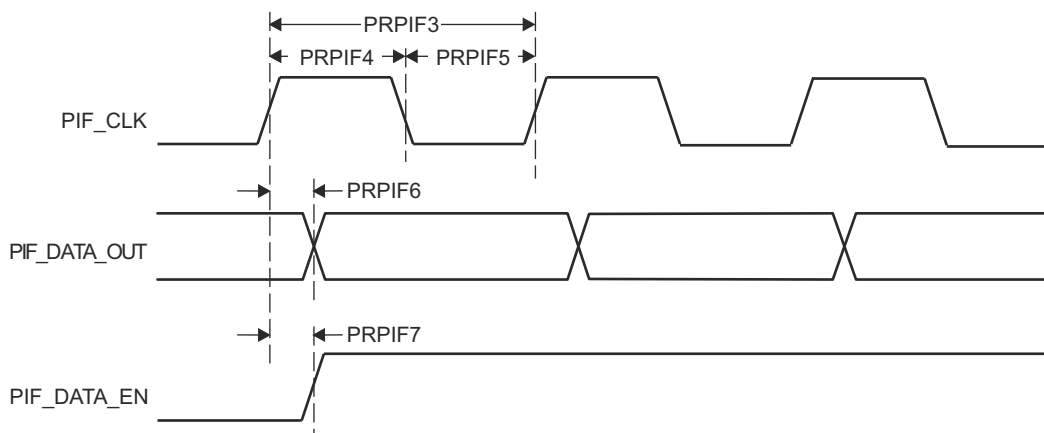 PRPIF3
PRPIF4 PRPIF5
PIF_CLK
PRPIF6
PIF_DATA_OUT
PRPIF7
PIF_DATA_EN